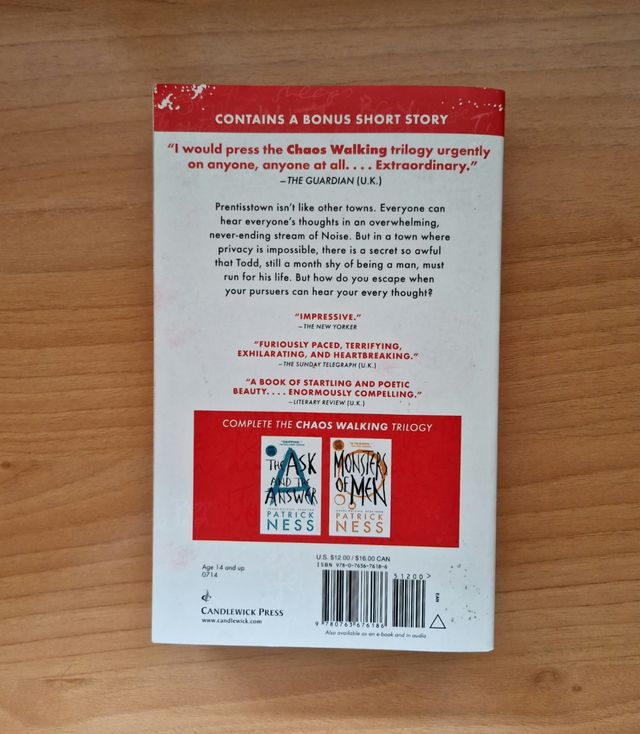 CONTAINS A BONUS SHORT STORY
"I would press the Chaos Walking trilogy urgently
on anyone, anyone at all. . . . Extraordinary."
—THE GUARDIAN (U.K.)
Prentisstown isn't like other towns. Everyone can
hear everyone's thoughts in an overwhelming,
never-ending stream of Noise. But in a town where
privacy is impossible, there is a secret so awful
that Todd, still a month shy of being a man, must
run for his life. But how do you escape when
your pursuers can hear your every thought?
"IMPRESSIVE."
—THE NEW YORKER
"FURIOUSLY PACED, TERRIFYING,
EXHILARATING, AND HEARTBREAKING."
—THE SUNDAY TELEGRAPH (U.K.)
"A BOOK OF STARTLING AND POETIC
BEAUTY. . . . ENORMOUSLY COMPELLING."
—LITERARY REVIEW (U.K.)
COMPLETE THE CHAOS WALKING TRILOGY
THE ASK
AND THE
ANSWER
PATRICK
NESS
MONSTERS
OF MEN
PATRICK
NESS
Age 14 and up
0714
CANDLEWICK PRESS
www.candlewick.com
U.S. $12.00 / $16.00 CAN
ISBN 978-0-7636-7618-6
51200>
EAN
9 780763 676186
Also available as an e-book and in audio